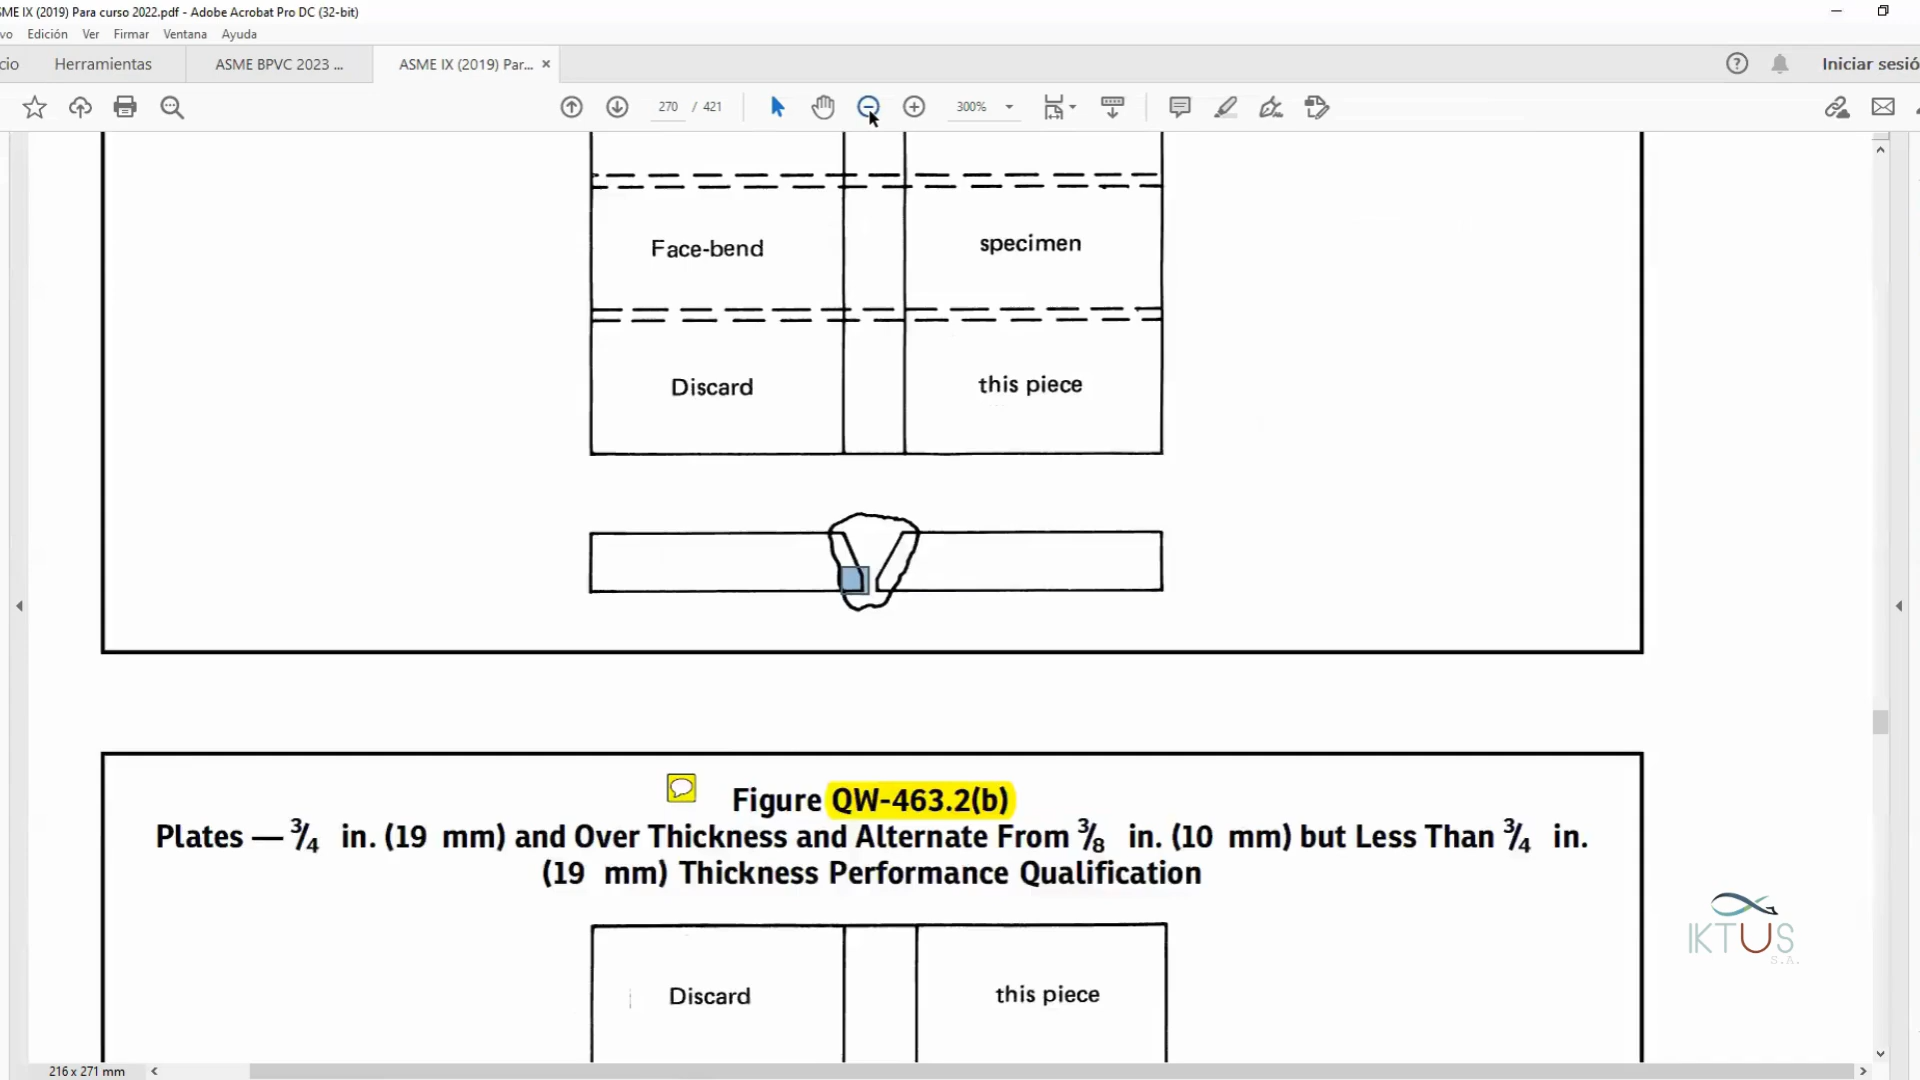 SME IX (2019) Para curso 2022.pdf - Adobe Acrobat Pro DC (32-bit)
vo Edición Ver Firmar Ventana Ayuda
cio Herramientas ASME BPVC 2023 ... ASME IX (2019) Par... × Iniciar sesió
270 / 421 300%
Face-bend specimen
Discard this piece
Figure QW-463.2(b)
Plates — 3/4 in. (19 mm) and Over Thickness and Alternate From 3/8 in. (10 mm) but Less Than 3/4 in.
(19 mm) Thickness Performance Qualification
Discard this piece
IKTUS
S.A.
216 x 271 mm